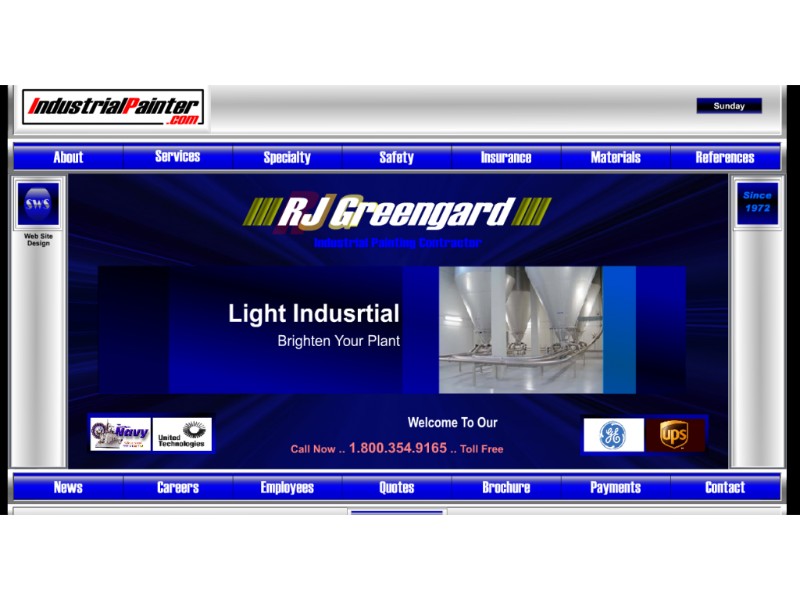 IndustrialPainter
.com
Sunday
About Services Specialty Safety Insurance Materials References
SWS
Web Site
Design
Since
1972
RJ Greengard
Industrial Painting Contractor
Light Indusrtial
Brighten Your Plant
Navy
United
Technologies
Welcome To Our
Call Now .. 1.800.354.9165 .. Toll Free
GE
ups
News Careers Employees Quotes Brochure Payments Contact